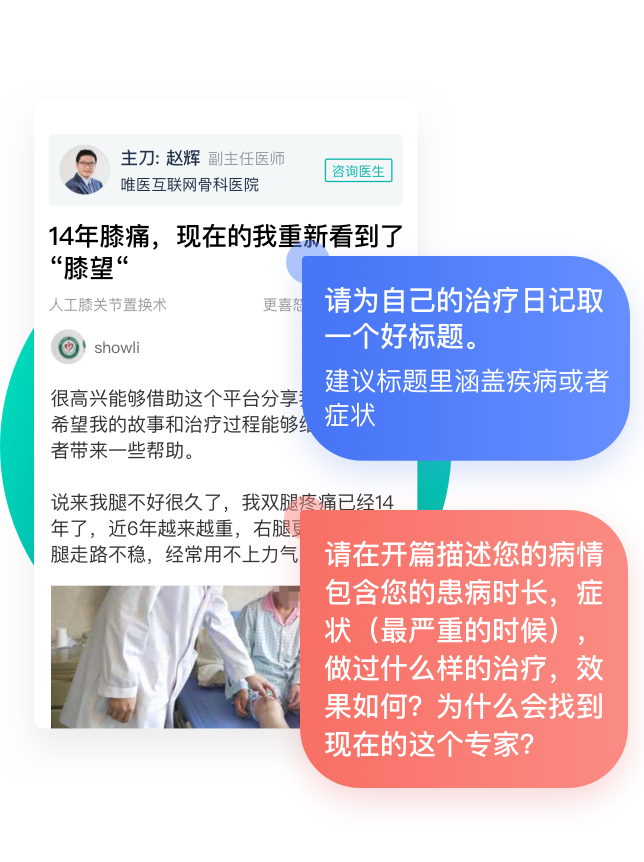 主刀: 赵辉 副主任医师
唯医互联网骨科医院
咨询医生
14年膝痛，现在的我重新看到了
“膝望“
人工膝关节置换术
更喜
showli
很高兴能够借助这个平台分享
希望我的故事和治疗过程能够
者带来一些帮助。
说来我腿不好很久了，我双腿疼痛已经14
年了，近6年越来越重，右腿
腿走路不稳，经常用不上力气
请为自己的治疗日记取
一个好标题。
建议标题里涵盖疾病或者
症状
请在开篇描述您的病情
包含您的患病时长，症
状（最严重的时候），
做过什么样的治疗，效
果如何？为什么会找到
现在的这个专家？